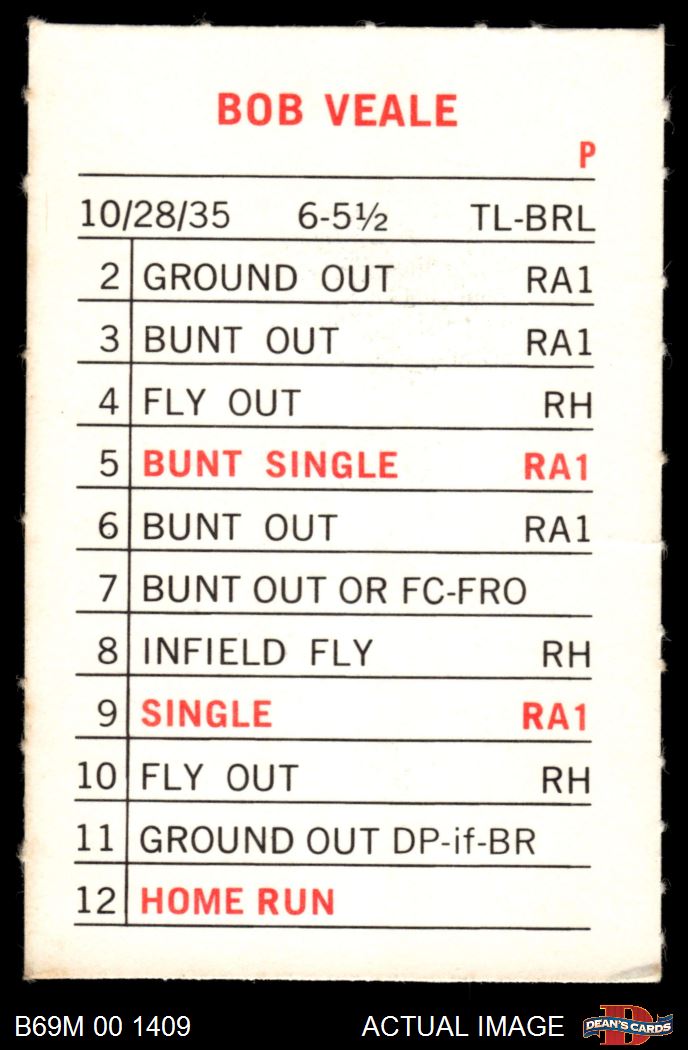 BOB VEALE
P
10/28/35 6-5½ TL-BRL
2 GROUND OUT RA1
3 BUNT OUT RA1
4 FLY OUT RH
5 BUNT SINGLE RA1
6 BUNT OUT RA1
7 BUNT OUT OR FC-FRO
8 INFIELD FLY RH
9 SINGLE RA1
10 FLY OUT RH
11 GROUND OUT DP-if-BR
12 HOME RUN
B69M 00 1409 ACTUAL IMAGE D DEAN'S CARDS